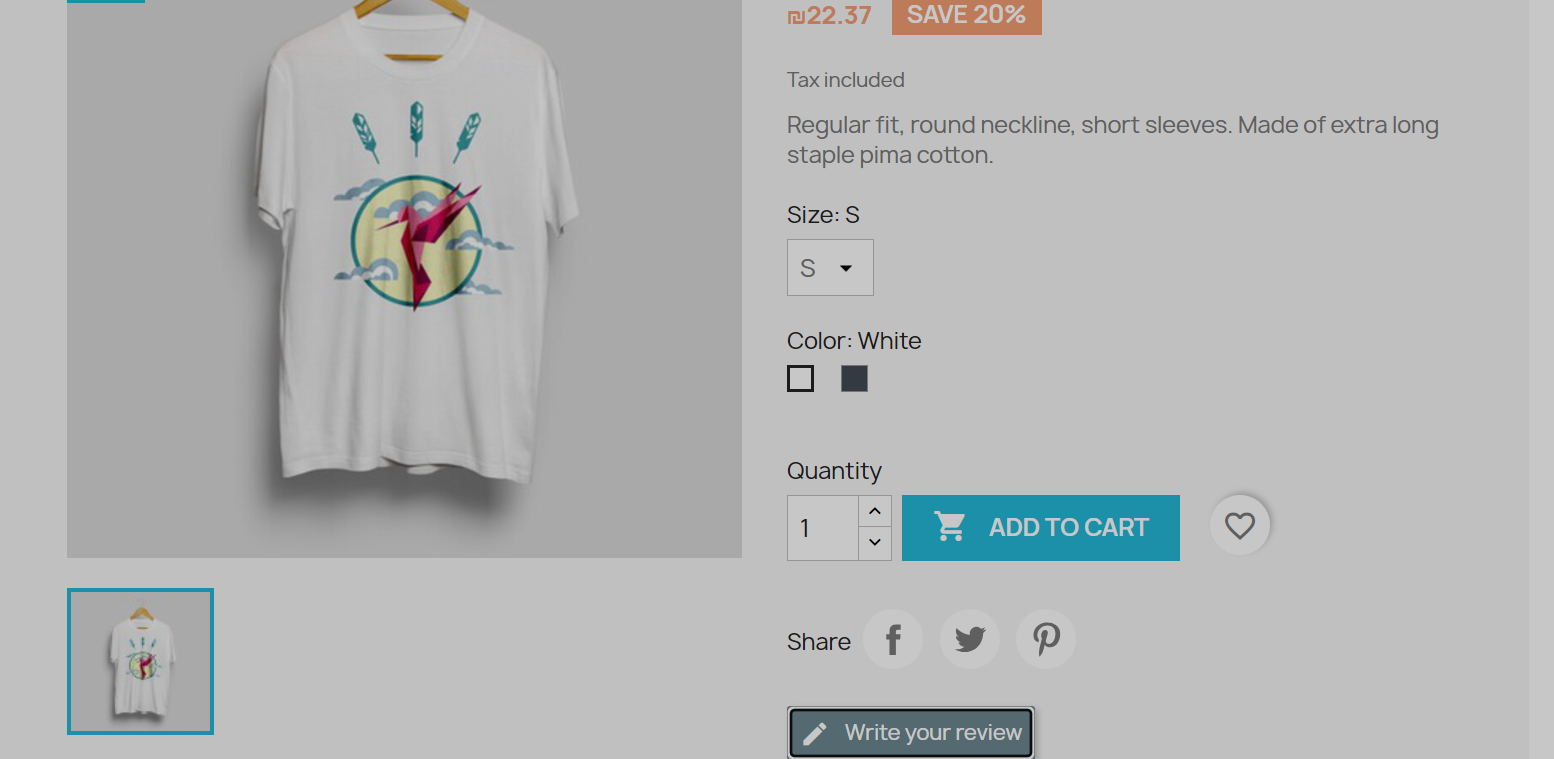 ₪22.37 SAVE 20%
Tax included
Regular fit, round neckline, short sleeves. Made of extra long
staple pima cotton.
Size: S
S
Color: White
Quantity
1 ADD TO CART
Share
Write your review